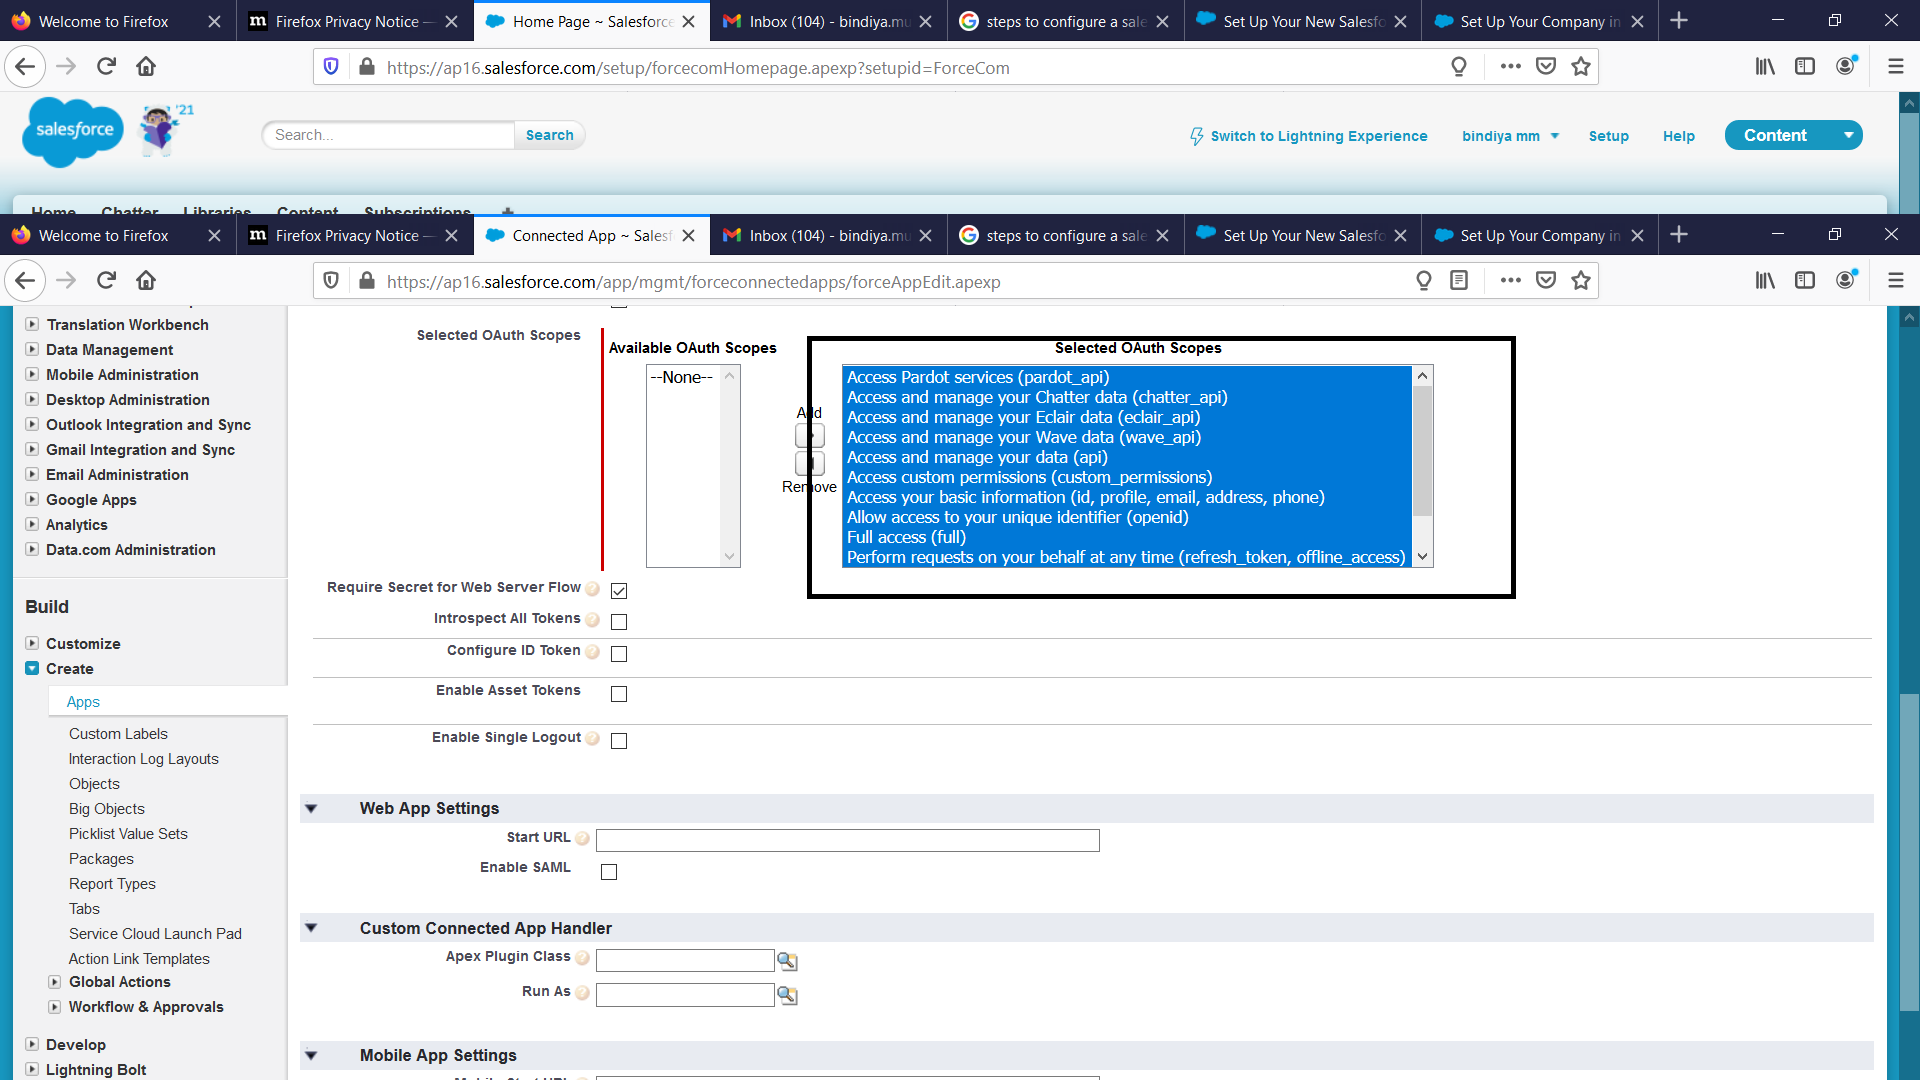 Welcome to Firefox
Firefox Privacy Notice —
Home Page ~ Salesforce
Inbox (104) - bindiya.mu
steps to configure a sale
Set Up Your New Salesfo
Set Up Your Company in
https://ap16.salesforce.com/setup/forcecomHomepage.apexp?setupid=ForceCom
salesforce
'21
Search...
Search
Switch to Lightning Experience
bindiya mm
Setup
Help
Content
Home Chatter Libraries Content Subscriptions +
Welcome to Firefox
Firefox Privacy Notice —
Connected App ~ Salesf
Inbox (104) - bindiya.mu
steps to configure a sale
Set Up Your New Salesfo
Set Up Your Company in
https://ap16.salesforce.com/app/mgmt/forceconnectedapps/forceAppEdit.apexp
Translation Workbench
Data Management
Mobile Administration
Desktop Administration
Outlook Integration and Sync
Gmail Integration and Sync
Email Administration
Google Apps
Analytics
Data.com Administration
Build
Customize
Create
Apps
Custom Labels
Interaction Log Layouts
Objects
Big Objects
Picklist Value Sets
Packages
Report Types
Tabs
Service Cloud Launch Pad
Action Link Templates
Global Actions
Workflow & Approvals
Develop
Lightning Bolt
Selected OAuth Scopes
Available OAuth Scopes
--None--
Add
Remove
Selected OAuth Scopes
Access Pardot services (pardot_api)
Access and manage your Chatter data (chatter_api)
Access and manage your Eclair data (eclair_api)
Access and manage your Wave data (wave_api)
Access and manage your data (api)
Access custom permissions (custom_permissions)
Access your basic information (id, profile, email, address, phone)
Allow access to your unique identifier (openid)
Full access (full)
Perform requests on your behalf at any time (refresh_token, offline_access)
Require Secret for Web Server Flow
Introspect All Tokens
Configure ID Token
Enable Asset Tokens
Enable Single Logout
Web App Settings
Start URL
Enable SAML
Custom Connected App Handler
Apex Plugin Class
Run As
Mobile App Settings
Mobile Start URL